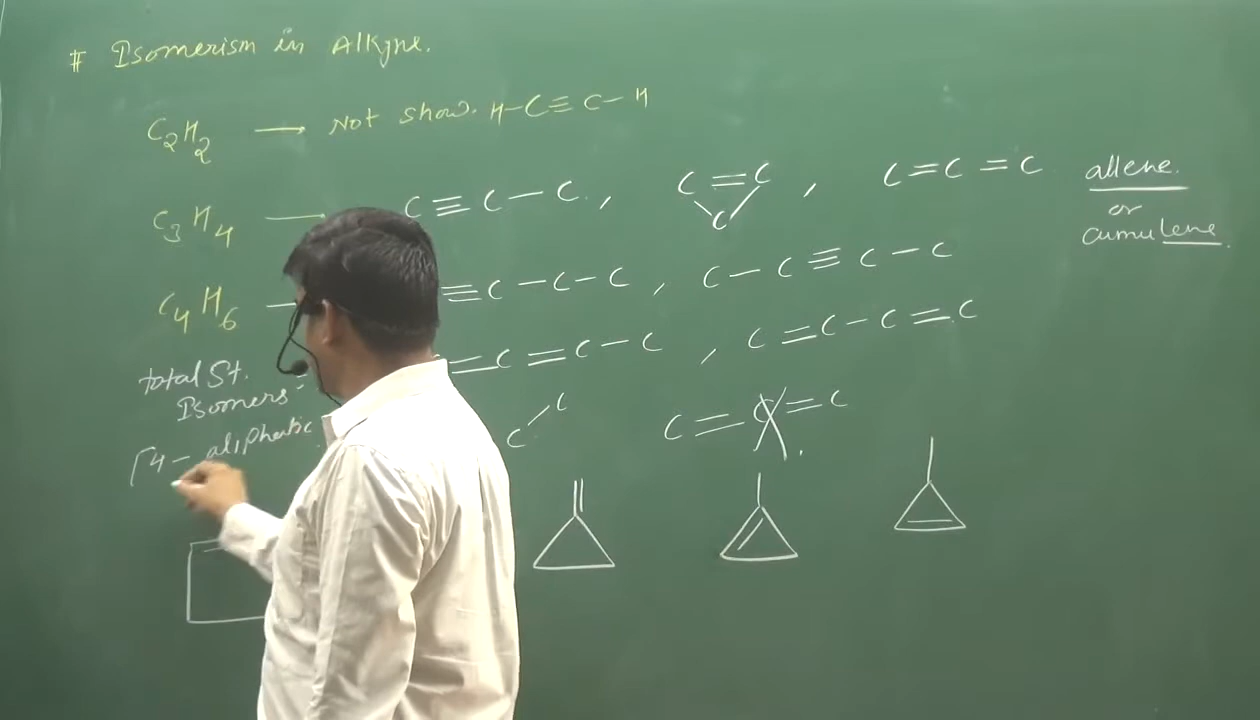 # Isomerism in Alkyne.
C₂H₂ → Not show. H-C≡C-H
C₃H₄ → C≡C-C, C=C C, C=C=C allene.
or
cumulene.
C₄H₆ - ≡C-C-C, C-C≡C-C
=C=C-C, C=C-C=C
total St.
Isomers :
C C C=C=C.
[4- aliphatic